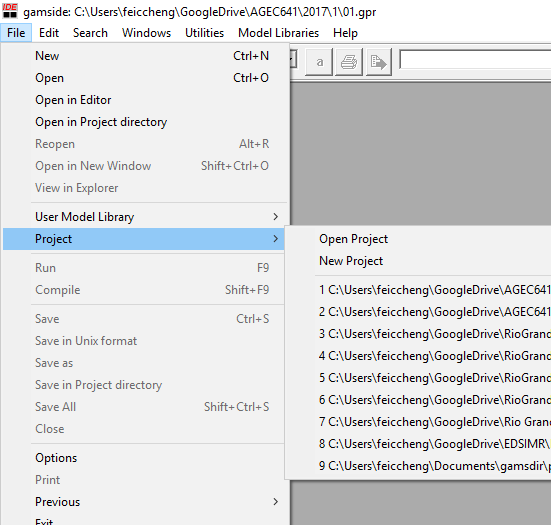 IDE gamside: C:\Users\feiccheng\GoogleDrive\AGEC641\2017\1\01.gpr
File Edit Search Windows Utilities Model Libraries Help
New Ctrl+N
Open Ctrl+O
Open in Editor
Open in Project directory
Reopen Alt+R
Open in New Window Shift+Ctrl+O
View in Explorer
User Model Library
Project
Run F9
Compile Shift+F9
Save Ctrl+S
Save in Unix format
Save as
Save in Project directory
Save All Shift+Ctrl+S
Close
Options
Print
Previous
Exit
a
Open Project
New Project
1 C:\Users\feiccheng\GoogleDrive\AGEC641
2 C:\Users\feiccheng\GoogleDrive\AGEC641
3 C:\Users\feiccheng\GoogleDrive\RioGrand
4 C:\Users\feiccheng\GoogleDrive\RioGrand
5 C:\Users\feiccheng\GoogleDrive\RioGrand
6 C:\Users\feiccheng\GoogleDrive\RioGrand
7 C:\Users\feiccheng\GoogleDrive\Rio Gran
8 C:\Users\feiccheng\GoogleDrive\EDSIMR\
9 C:\Users\feiccheng\Documents\gamsdir\p